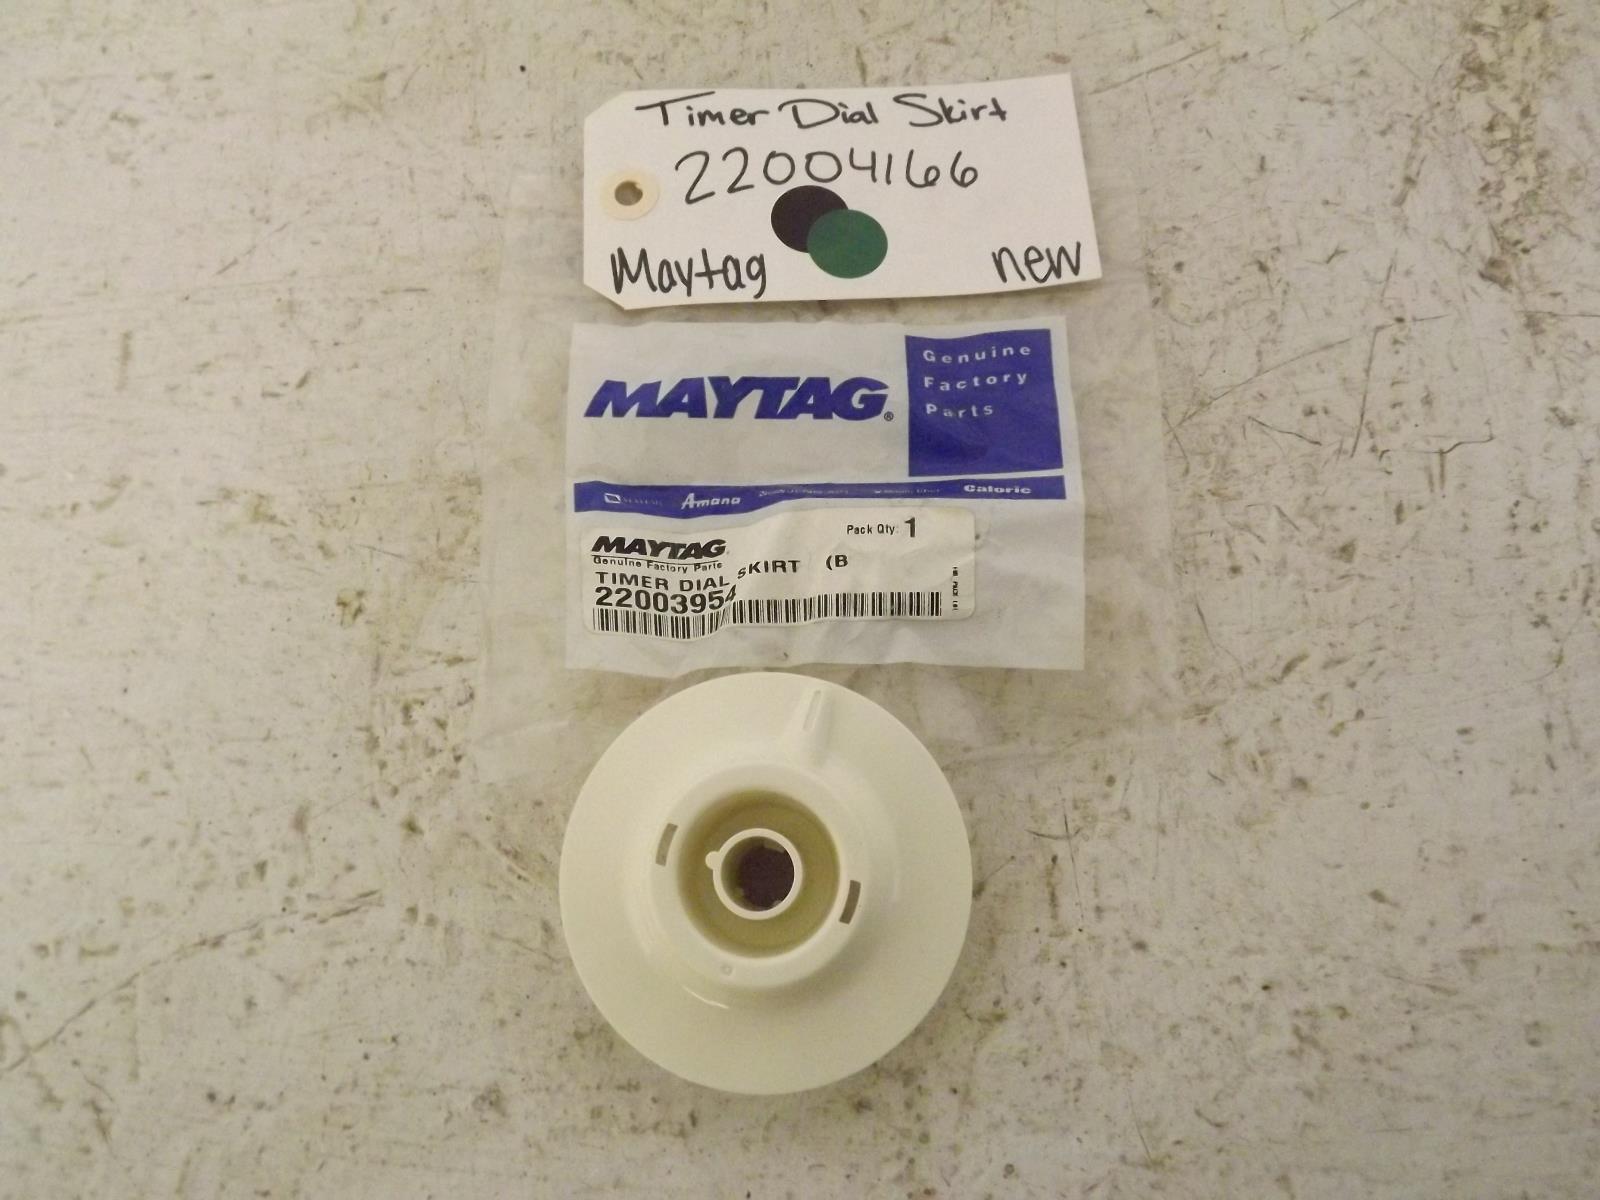 Timer Dial Skirt
22004166
Maytag new
MAYTAG®
Genuine
Factory
Parts
Amana
Caloric
Pack Qty: 1
MAYTAG
Genuine Factory Parts
TIMER DIAL SKIRT (B
22003954